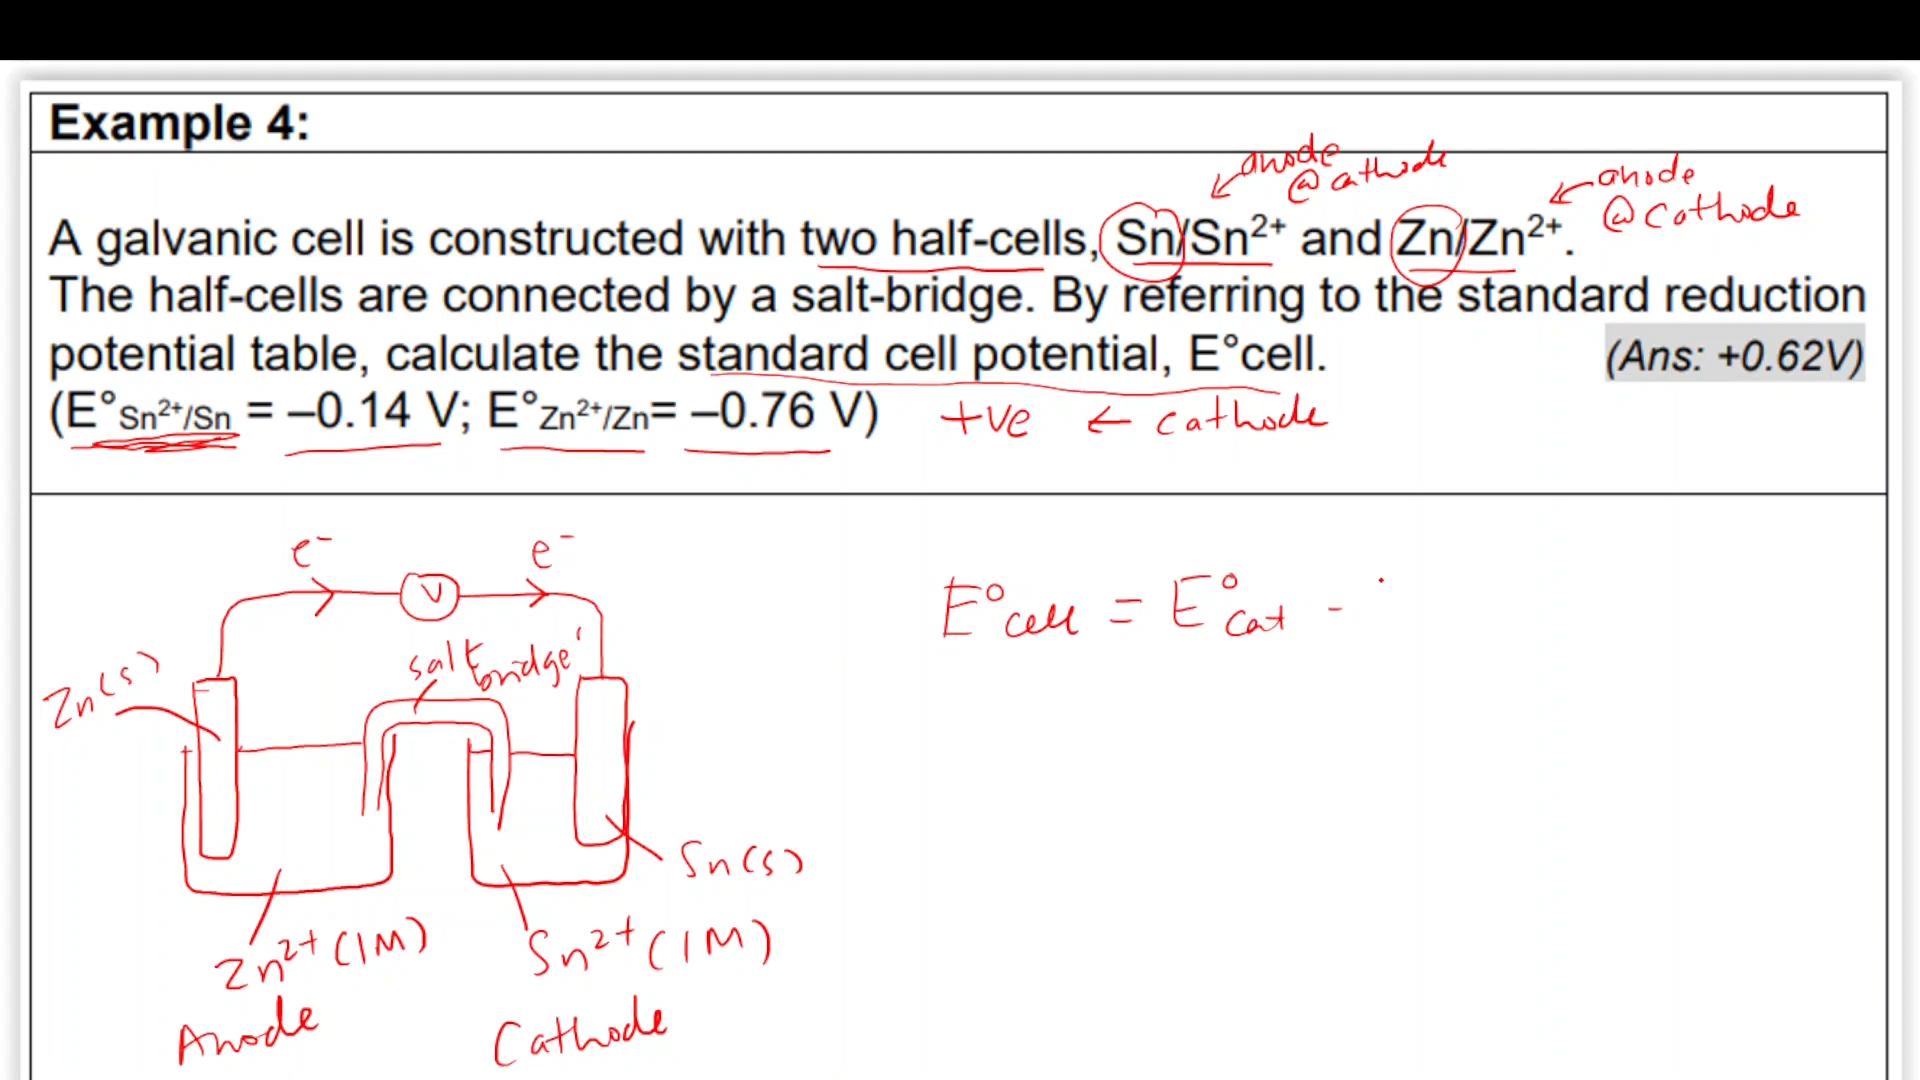 Example 4:
anode
@ cathode
anode
@ cathode
A galvanic cell is constructed with two half-cells, Sn/Sn²⁺ and Zn/Zn²⁺.
The half-cells are connected by a salt-bridge. By referring to the standard reduction
potential table, calculate the standard cell potential, E°cell. (Ans: +0.62V)
(E°Sn²⁺/Sn = –0.14 V; E°Zn²⁺/Zn= –0.76 V) +ve ← cathode
e⁻ e⁻
V
E°cell = E°cat -
salt
bridge
Zn(s)
Sn(s)
Zn²⁺ (1M) Sn²⁺ (1M)
Anode Cathode